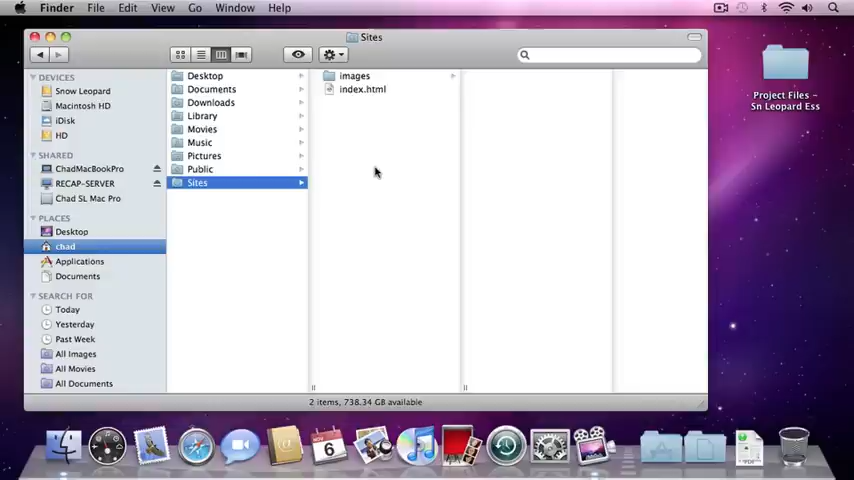 Finder File Edit View Go Window Help
Sites
DEVICES
Snow Leopard
Macintosh HD
iDisk
HD
SHARED
ChadMacBookPro
RECAP-SERVER
Chad SL Mac Pro
PLACES
Desktop
chad
Applications
Documents
SEARCH FOR
Today
Yesterday
Past Week
All Images
All Movies
All Documents
Desktop
Documents
Downloads
Library
Movies
Music
Pictures
Public
Sites
images
index.html
2 items, 738.34 GB available
Project Files -
Sn Leopard Ess
NOV
6
PDF